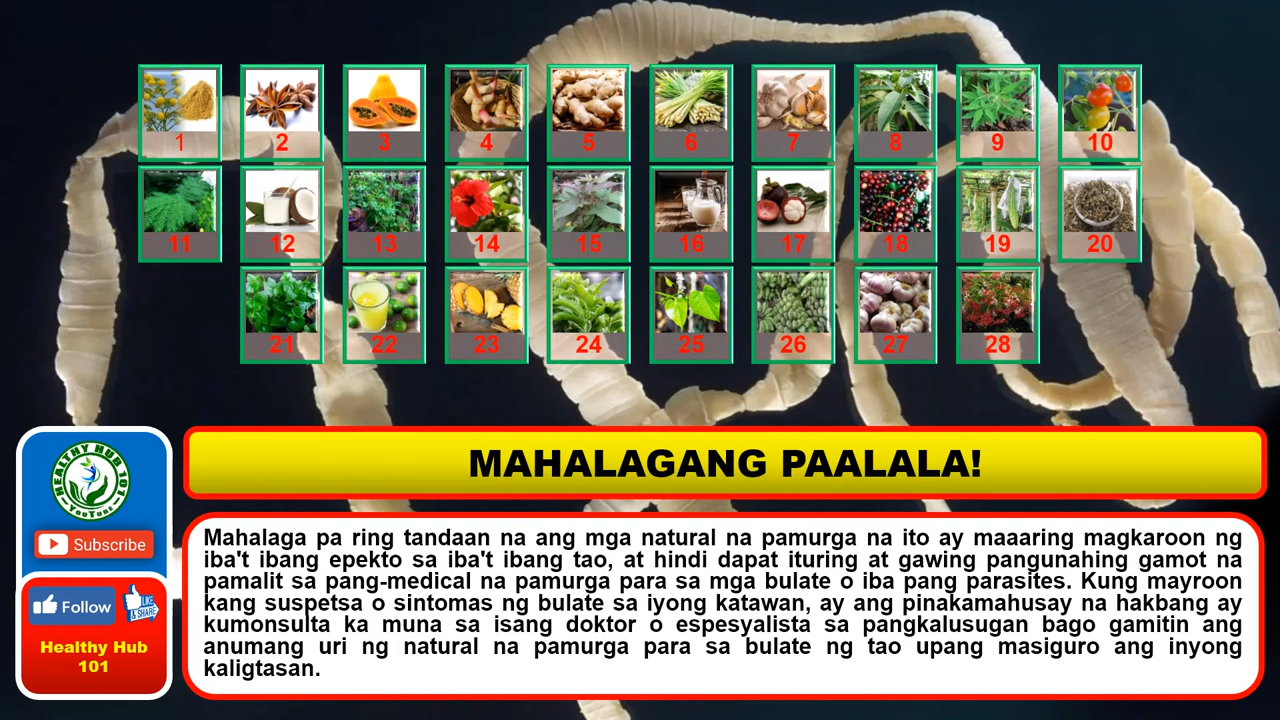 1 2 3 4 5 6 7 8 9 10
11 12 13 14 15 16 17 18 19 20
21 22 23 24 25 26 27 28
HEALTHY HUB 101
YouTube
Subscribe
Follow
LIKE & SHARE
Healthy Hub
101
MAHALAGANG PAALALA!
Mahalaga pa ring tandaan na ang mga natural na pamurga na ito ay maaaring magkaroon ng
iba't ibang epekto sa iba't ibang tao, at hindi dapat ituring at gawing pangunahing gamot na
pamalit sa pang-medical na pamurga para sa mga bulate o iba pang parasites. Kung mayroon
kang suspetsa o sintomas ng bulate sa iyong katawan, ay ang pinakamahusay na hakbang ay
kumonsulta ka muna sa isang doktor o espesyalista sa pangkalusugan bago gamitin ang
anumang uri ng natural na pamurga para sa bulate ng tao upang masiguro ang inyong
kaligtasan.